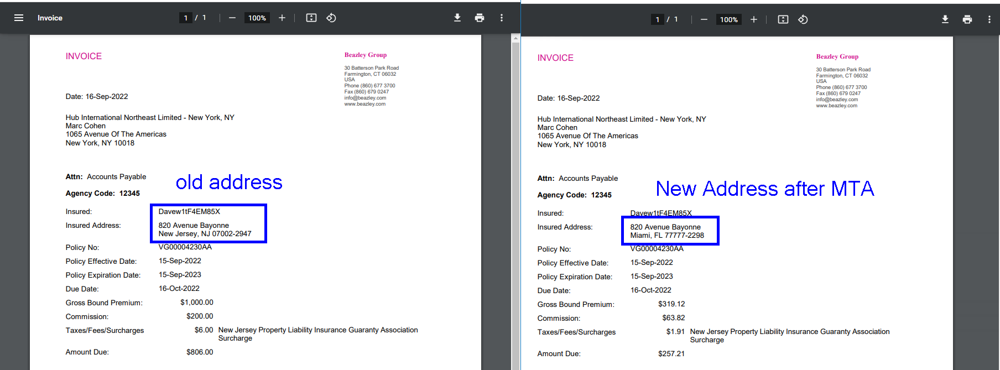 Invoice
1 / 1
100%
INVOICE
Beazley Group
30 Batterson Park Road
Farmington, CT 06032
USA
Phone (860) 677 3700
Fax (860) 679 0247
info@beazley.com
www.beazley.com
Date: 16-Sep-2022
Hub International Northeast Limited - New York, NY
Marc Cohen
1065 Avenue Of The Americas
New York, NY 10018
Attn: Accounts Payable
old address
Agency Code: 12345
Insured: Davew1tF4EM85X
Insured Address: 820 Avenue Bayonne
New Jersey, NJ 07002-2947
Policy No: VG00004230AA
Policy Effective Date: 15-Sep-2022
Policy Expiration Date: 15-Sep-2023
Due Date: 16-Oct-2022
Gross Bound Premium: $1,000.00
Commission: $200.00
Taxes/Fees/Surcharges $6.00 New Jersey Property Liability Insurance Guaranty Association
Surcharge
Amount Due: $806.00
1 / 1
100%
INVOICE
Beazley Group
30 Batterson Park Road
Farmington, CT 06032
USA
Phone (860) 677 3700
Fax (860) 679 0247
info@beazley.com
www.beazley.com
Date: 16-Sep-2022
Hub International Northeast Limited - New York, NY
Marc Cohen
1065 Avenue Of The Americas
New York, NY 10018
Attn: Accounts Payable
New Address after MTA
Agency Code: 12345
Insured: Davew1tF4EM85X
Insured Address: 820 Avenue Bayonne
Miami, FL 77777-2298
Policy No: VG00004230AA
Policy Effective Date: 15-Sep-2022
Policy Expiration Date: 15-Sep-2023
Due Date: 16-Oct-2022
Gross Bound Premium: $319.12
Commission: $63.82
Taxes/Fees/Surcharges $1.91 New Jersey Property Liability Insurance Guaranty Association
Surcharge
Amount Due: $257.21